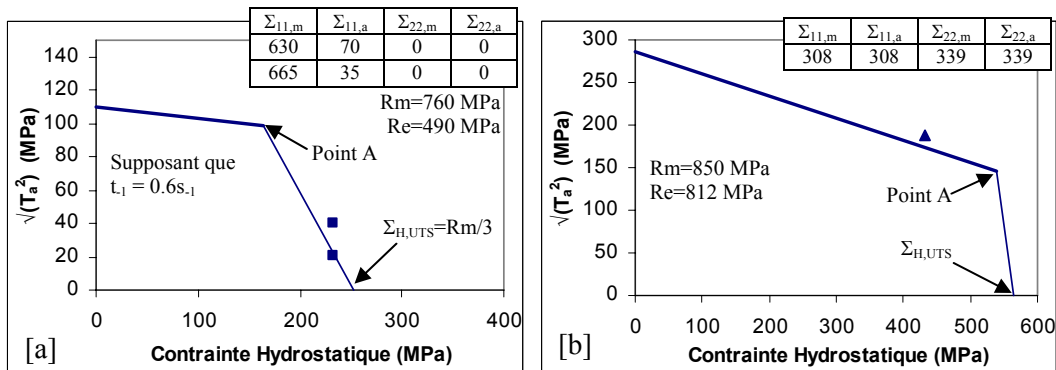 Σ11,m Σ11,a Σ22,m Σ22,a
630 70 0 0
665 35 0 0
√(Ta²) (MPa)
150
120
100
80
60
40
20
0
Rm=760 MPa
Re=490 MPa
Point A
Supposant que
t-1 = 0.6s-1
ΣH,UTS=Rm/3
0 100 200 300 400
[a] Contrainte Hydrostatique (MPa)
Σ11,m Σ11,a Σ22,m Σ22,a
308 308 339 339
√(Ta²) (MPa)
300
250
200
150
100
50
0
Rm=850 MPa
Re=812 MPa
Point A
ΣH,UTS
0 100 200 300 400 500 600
[b] Contrainte Hydrostatique (MPa)